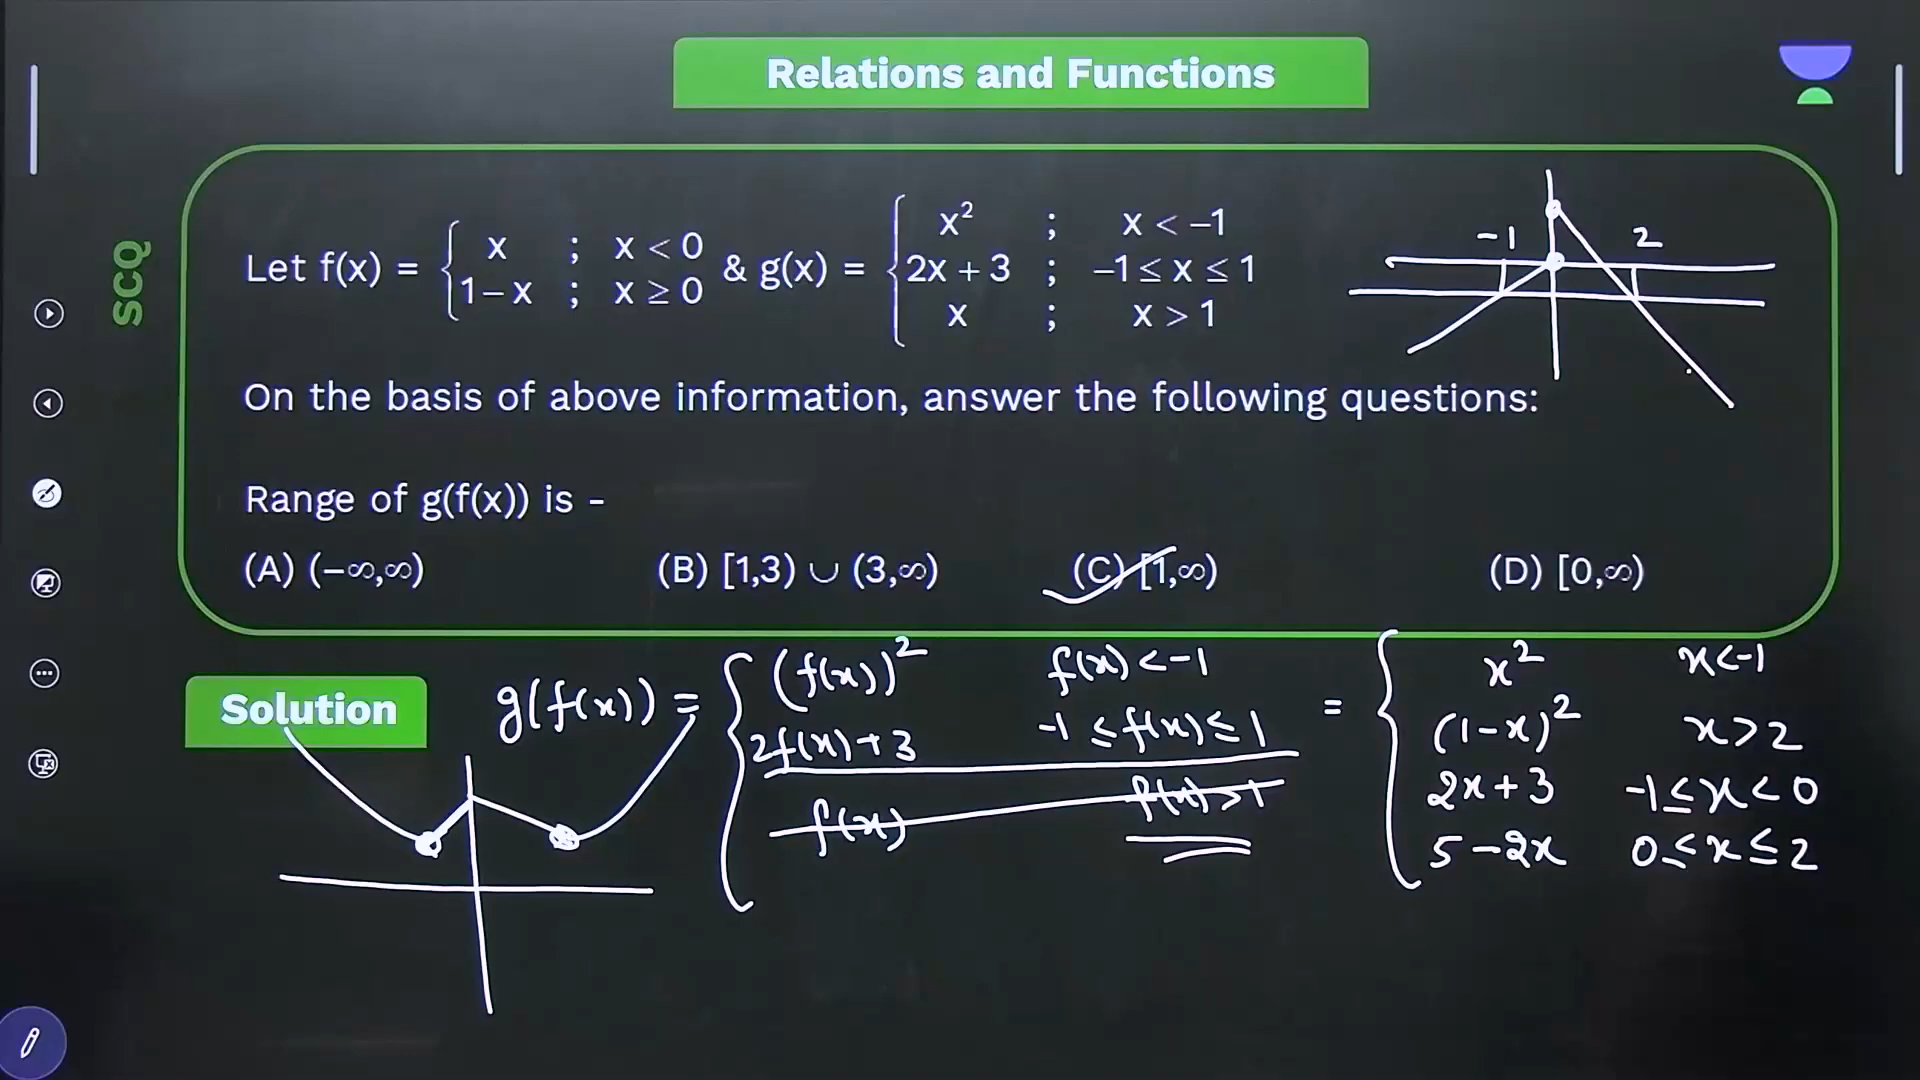 Relations and Functions
SCQ
Let f(x) = { x ; x < 0
1 – x ; x ≥ 0
& g(x) = { x² ; x < –1
2x + 3 ; –1 ≤ x ≤ 1
x ; x > 1
-1 2
On the basis of above information, answer the following questions:
Range of g(f(x)) is -
(A) (–∞,∞) (B) [1,3) ∪ (3,∞) (C) [1,∞) (D) [0,∞)
Solution
g(f(x)) = { (f(x))² f(x) < -1
2f(x)+3 -1 ≤ f(x) ≤ 1
f(x) f(x) > 1
= { x² x < -1
(1-x)² x > 2
2x+3 -1 ≤ x < 0
5-2x 0 ≤ x ≤ 2